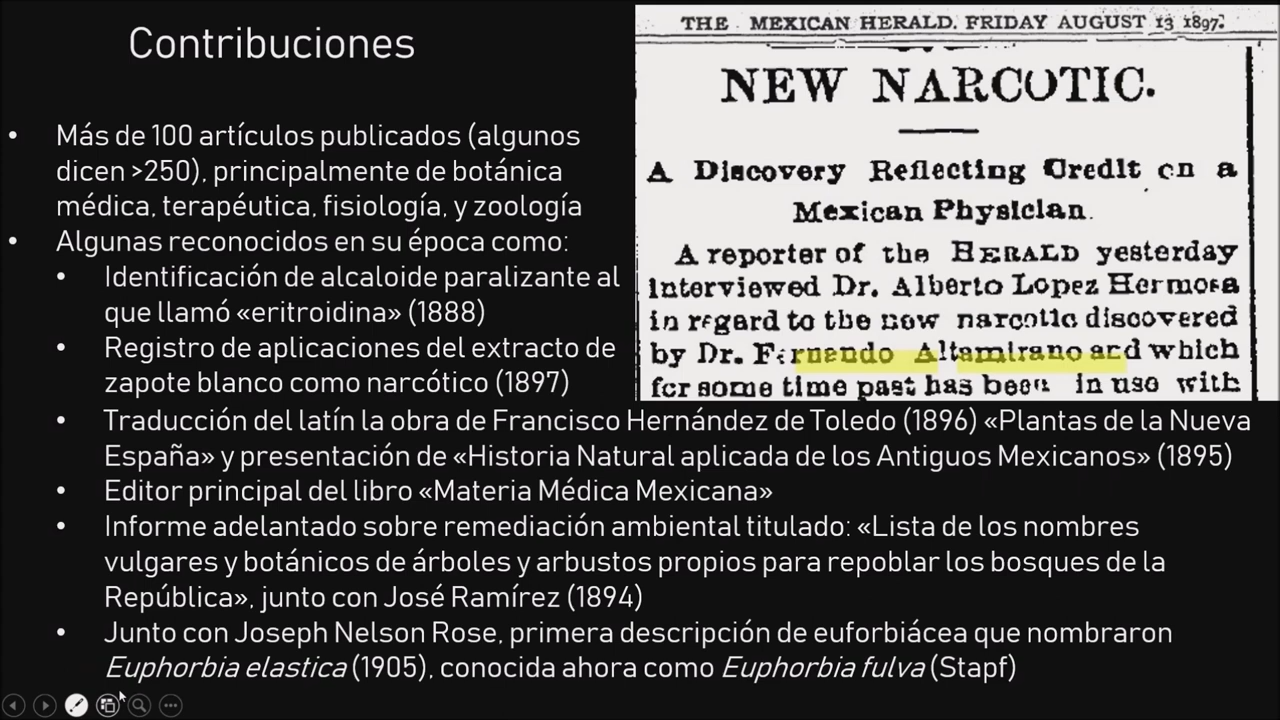 Contribuciones
• Más de 100 artículos publicados (algunos
dicen >250), principalmente de botánica
médica, terapéutica, fisiología, y zoología
• Algunas reconocidos en su época como:
• Identificación de alcaloide paralizante al
que llamó «eritroidina» (1888)
• Registro de aplicaciones del extracto de
zapote blanco como narcótico (1897)
• Traducción del latín la obra de Francisco Hernández de Toledo (1896) «Plantas de la Nueva
España» y presentación de «Historia Natural aplicada de los Antiguos Mexicanos» (1895)
• Editor principal del libro «Materia Médica Mexicana»
• Informe adelantado sobre remediación ambiental titulado: «Lista de los nombres
vulgares y botánicos de árboles y arbustos propios para repoblar los bosques de la
República», junto con José Ramírez (1894)
• Junto con Joseph Nelson Rose, primera descripción de euforbiácea que nombraron
Euphorbia elastica (1905), conocida ahora como Euphorbia fulva (Stapf)
THE MEXICAN HERALD, FRIDAY AUGUST 13 1897.
NEW NARCOTIC.
A Discovery Reflecting Credit on a
Mexican Physician.
A reporter of the HERALD yesterday
interviewed Dr. Alberto Lopez Hermosa
in regard to the new narcotic discovered
by Dr. Fernando Altamirano and which
for some time past has been in use with